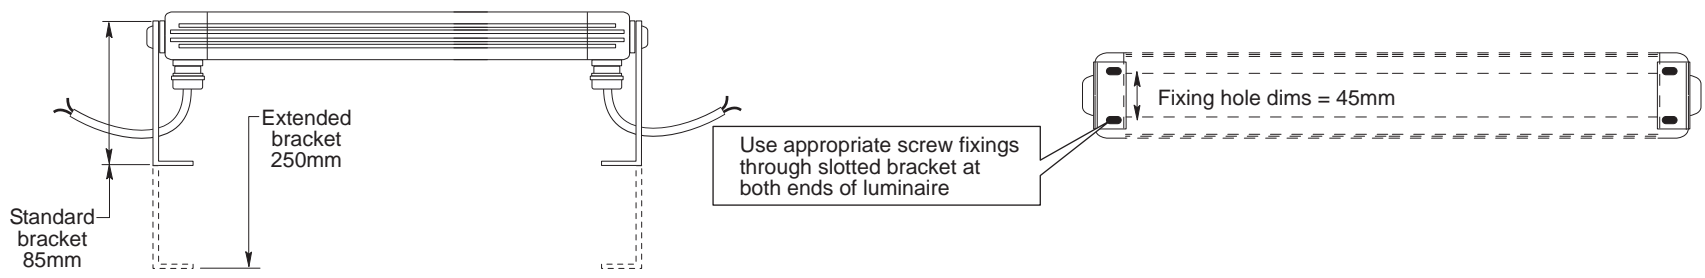 Extended
bracket
250mm
Standard
bracket
85mm
Use appropriate screw fixings
through slotted bracket at
both ends of luminaire
Fixing hole dims = 45mm